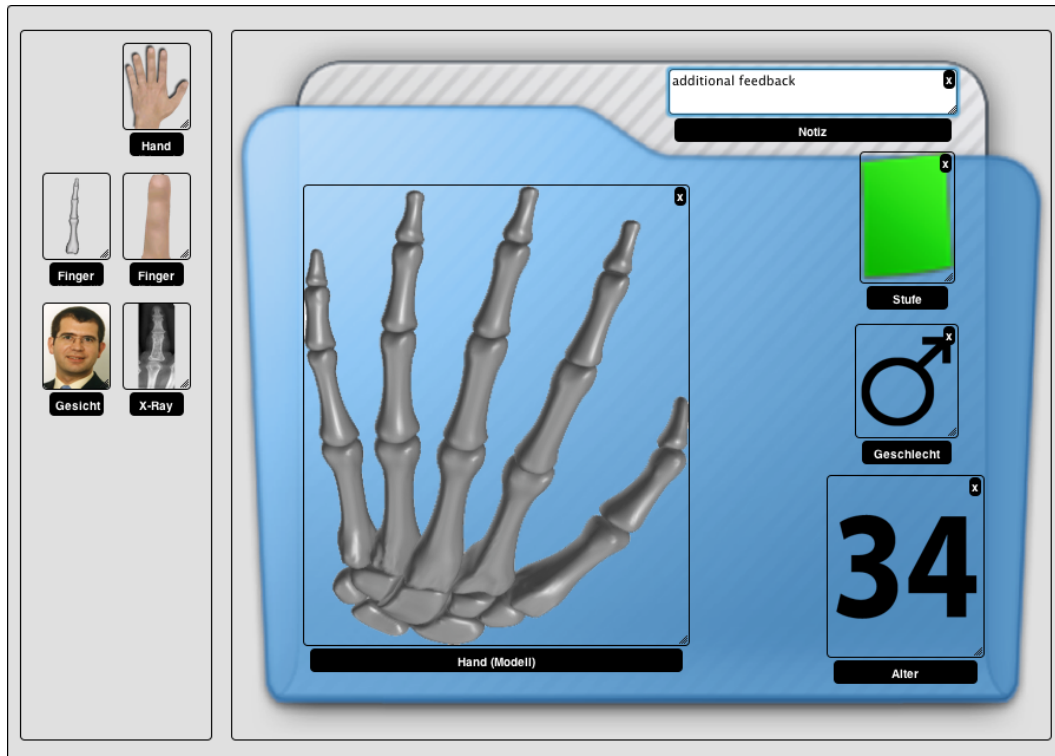 Hand
Finger
Finger
Gesicht
X-Ray
additional feedback
x
Notiz
x
Stufe
x
Geschlecht
x
34
Alter
x
Hand (Modell)